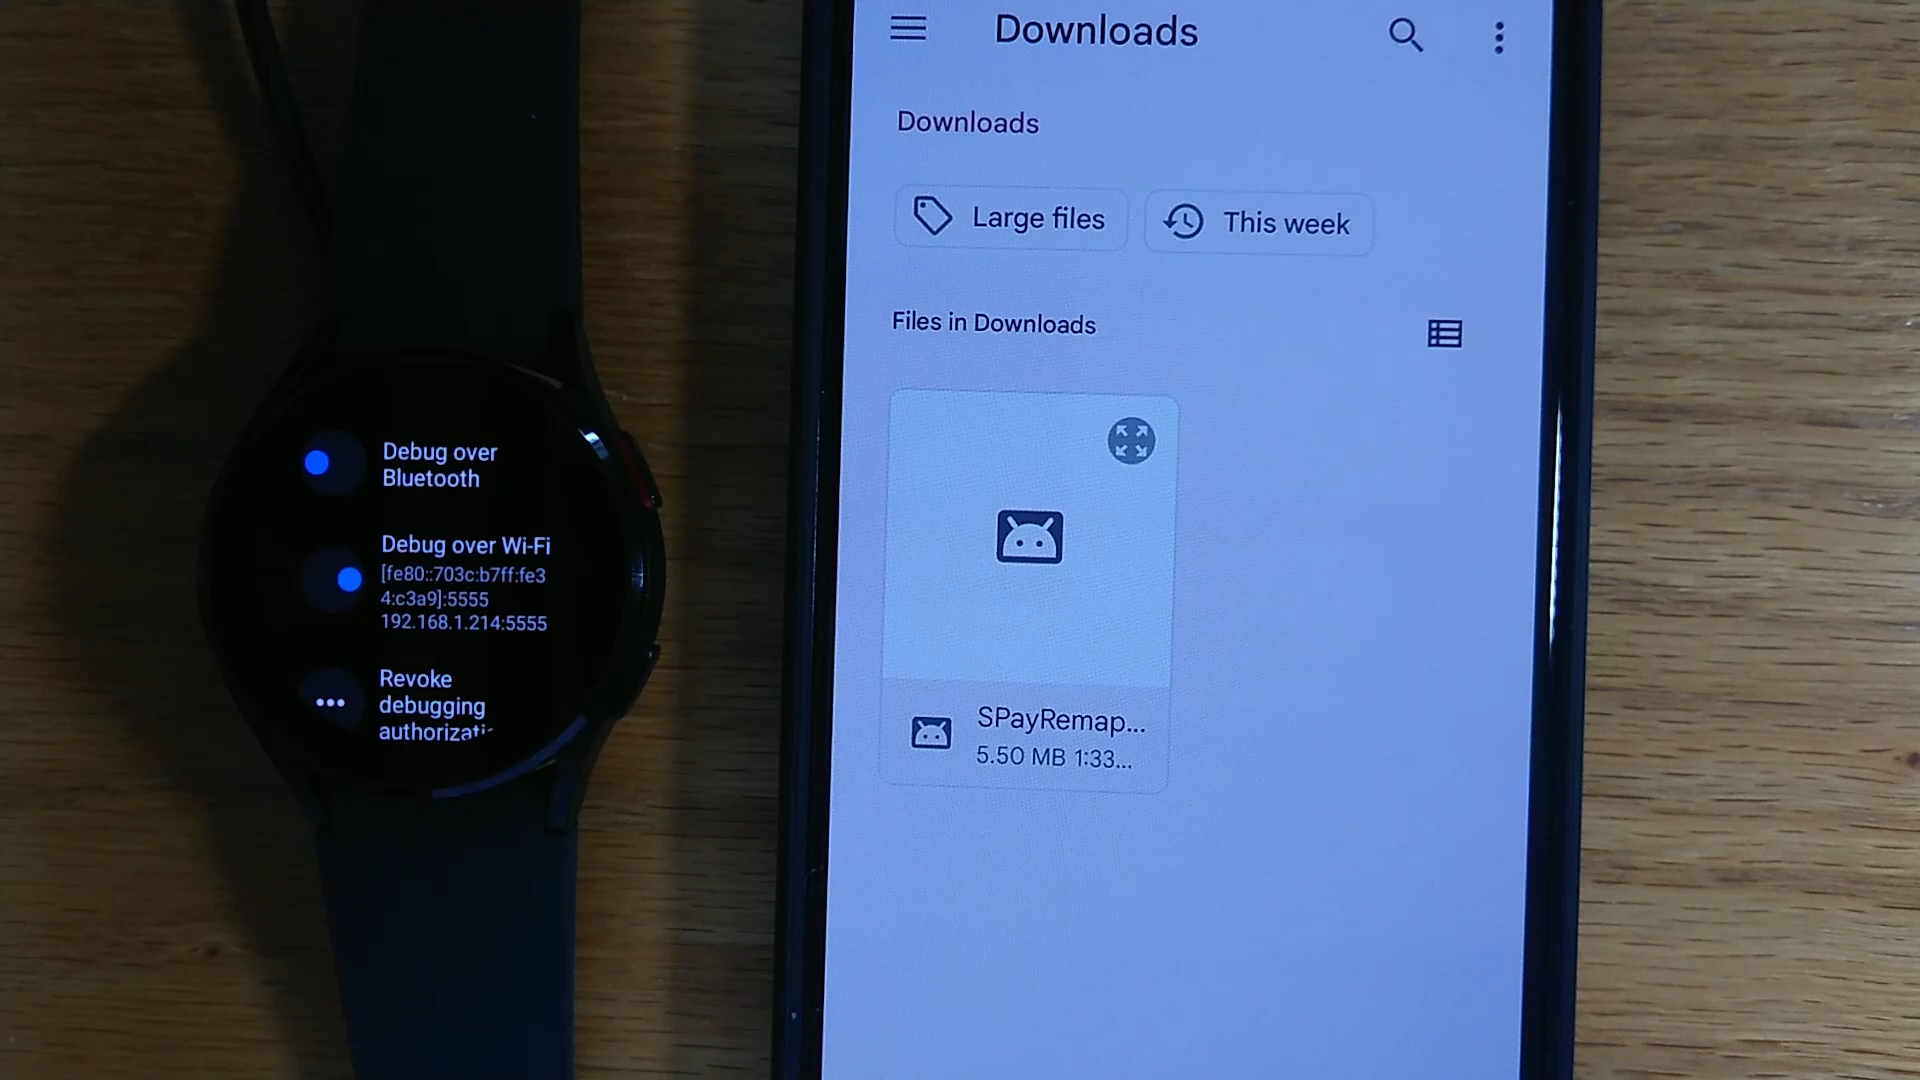 Debug over
Bluetooth
Debug over Wi-Fi
[fe80::703c:b7ff:fe3
4:c3a9]:5555
192.168.1.214:5555
Revoke
debugging
Downloads
Downloads
Large files
This week
Files in Downloads
SPayRemap...
5.50 MB 1:33...